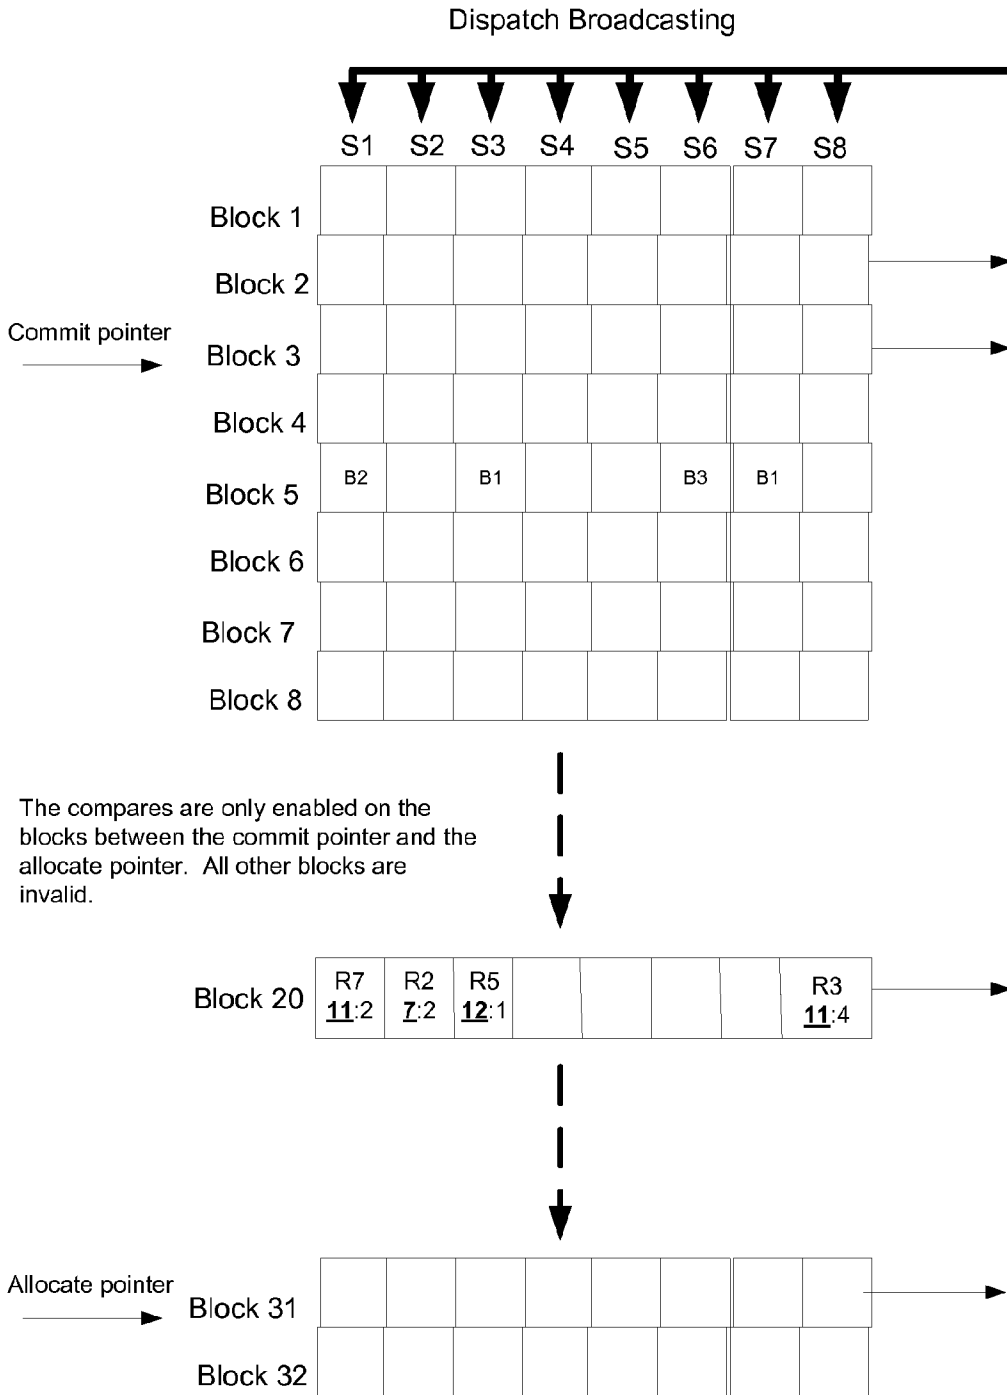 Dispatch Broadcasting
S1 S2 S3 S4 S5 S6 S7 S8
Block 1
Block 2
Commit pointer
Block 3
Block 4
Block 5 B2 B1 B3 B1
Block 6
Block 7
Block 8
The compares are only enabled on the
blocks between the commit pointer and the
allocate pointer. All other blocks are
invalid.
Block 20
R7 R2 R5 R3
11:2 7:2 12:1 11:4
Allocate pointer
Block 31
Block 32